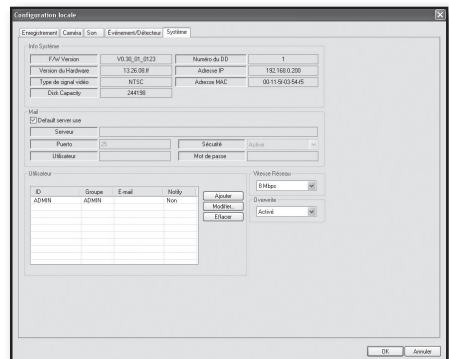 Configuration locale
Enregistrement Caméra Son Evénement/Détecteur Système
Info Système
F/W Version V0.30_01_0123 Numéro du DD 1
Version du Hardware 13.26.08.ff Adresse IP 192.168.0.200
Type de signal vidéo NTSC Adresse MAC 00-11-5f-03-54-f5
Disk Capacity 244198
Mail
Default server use
Serveur
Puerto 25 Sécurité Activé
Utilisateur Mot de passe
Utilisateur
ID Groupe E-mail Notify
ADMIN ADMIN Non
Ajouter
Modifier...
Effacer
Vitesse Réseau
8 Mbps
Overwrite
Activé
OK Annuler